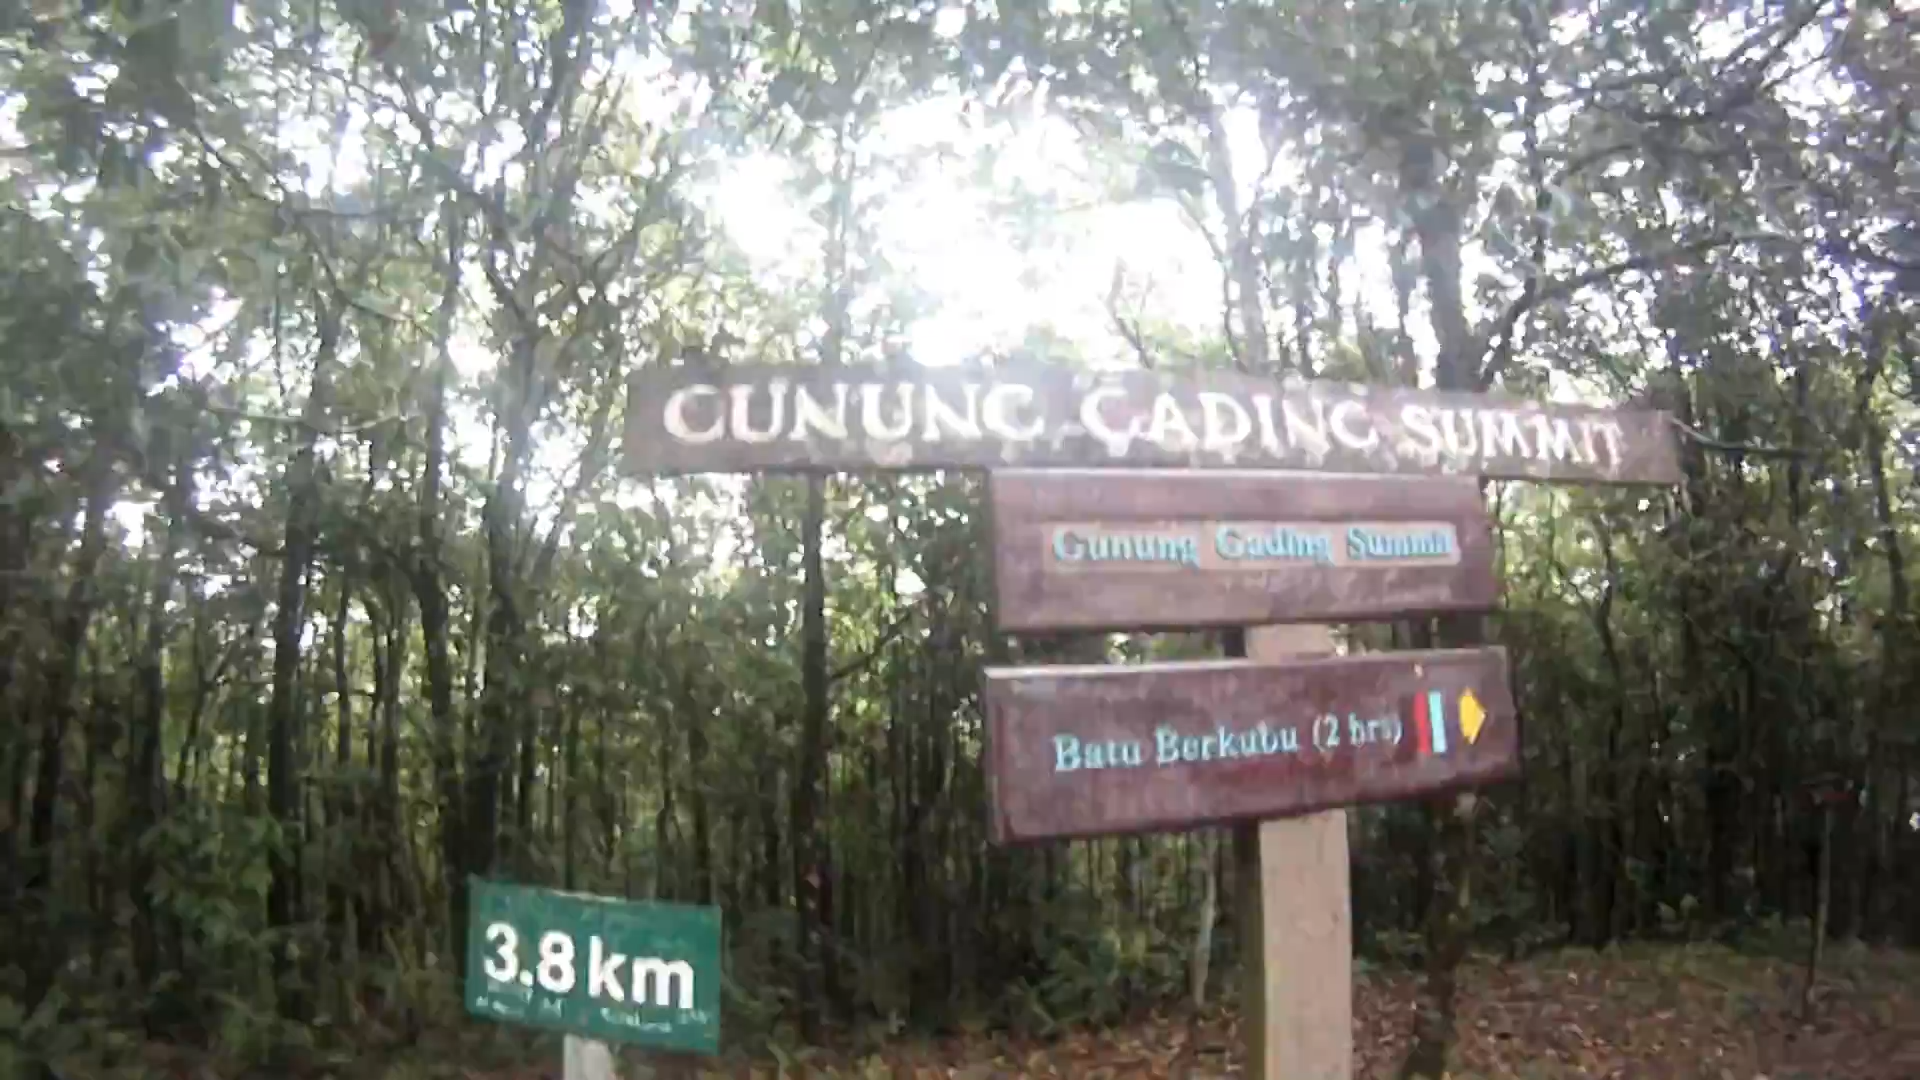 GUNUNG GADING SUMMIT
Gunung Gading Summit
Batu Berkubu (2 hrs)
3.8 km